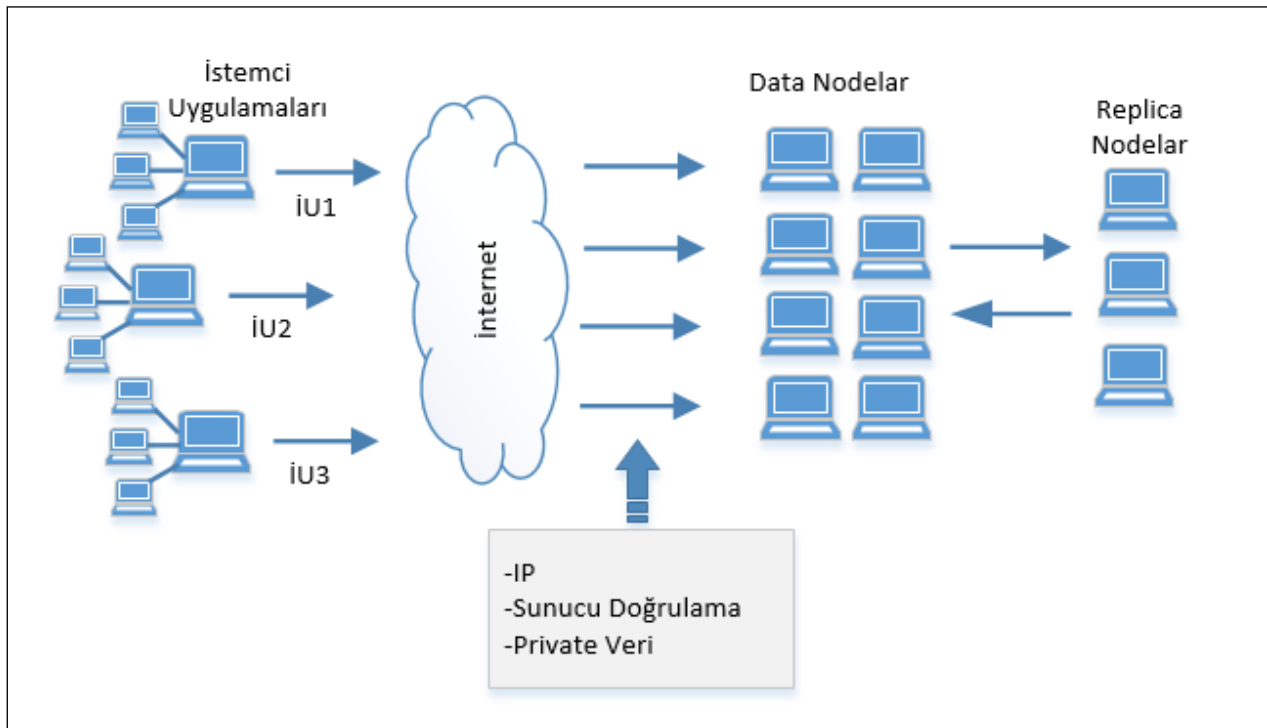 İstemci
Uygulamaları
İU1
İU2
İU3
İnternet
Data Nodelar
Replica
Nodelar
-IP
-Sunucu Doğrulama
-Private Veri